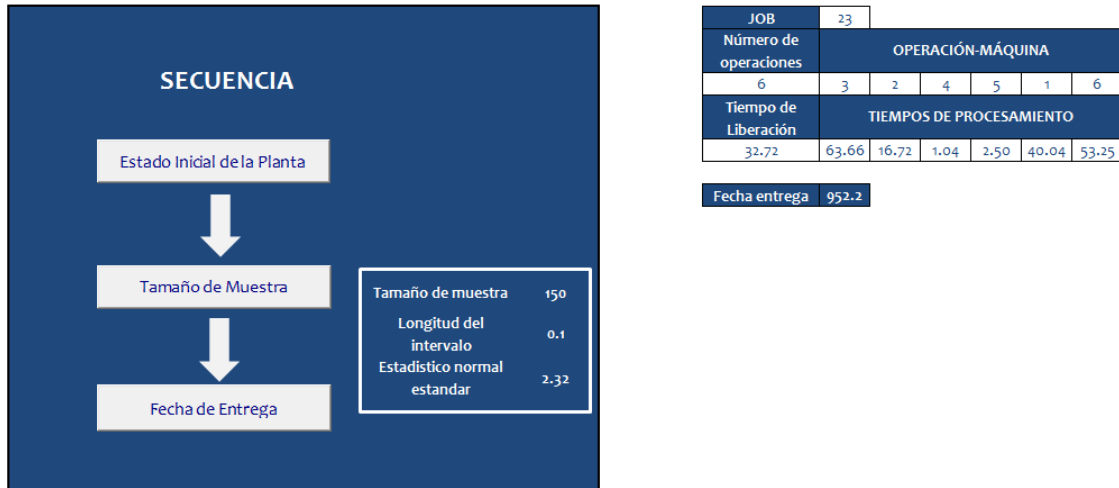 SECUENCIA
Estado Inicial de la Planta
Tamaño de Muestra
Fecha de Entrega
Tamaño de muestra 150
Longitud del
intervalo 0.1
Estadistico normal
estandar 2.32
JOB 23
Número de
operaciones OPERACIÓN-MÁQUINA
6 3 2 4 5 1 6
Tiempo de
Liberación TIEMPOS DE PROCESAMIENTO
32.72 63.66 16.72 1.04 2.50 40.04 53.25
Fecha entrega 952.2